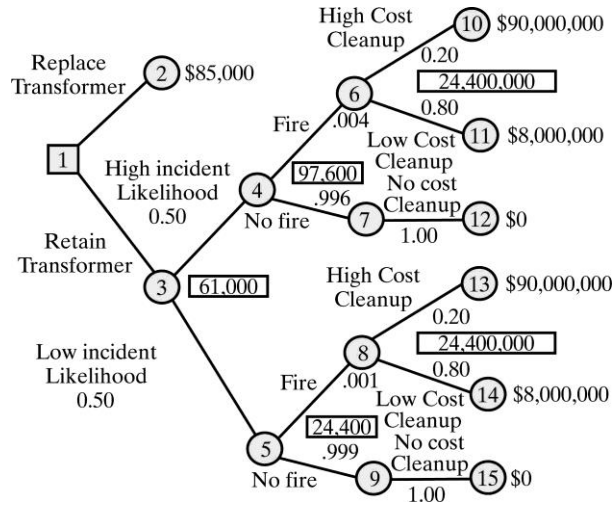 High Cost
Cleanup
10
$90,000,000
0.20
Replace
Transformer
2
$85,000
6
24,400,000
0.80
Fire
.004
Low Cost
Cleanup
11
$8,000,000
1
High incident
Likelihood
0.50
4
97,600
.996
No fire
7
No cost
Cleanup
1.00
12
$0
Retain
Transformer
3
61,000
High Cost
Cleanup
13
$90,000,000
0.20
Low incident
Likelihood
0.50
8
24,400,000
0.80
Fire
.001
Low Cost
Cleanup
14
$8,000,000
5
24,400
.999
No fire
9
No cost
Cleanup
1.00
15
$0